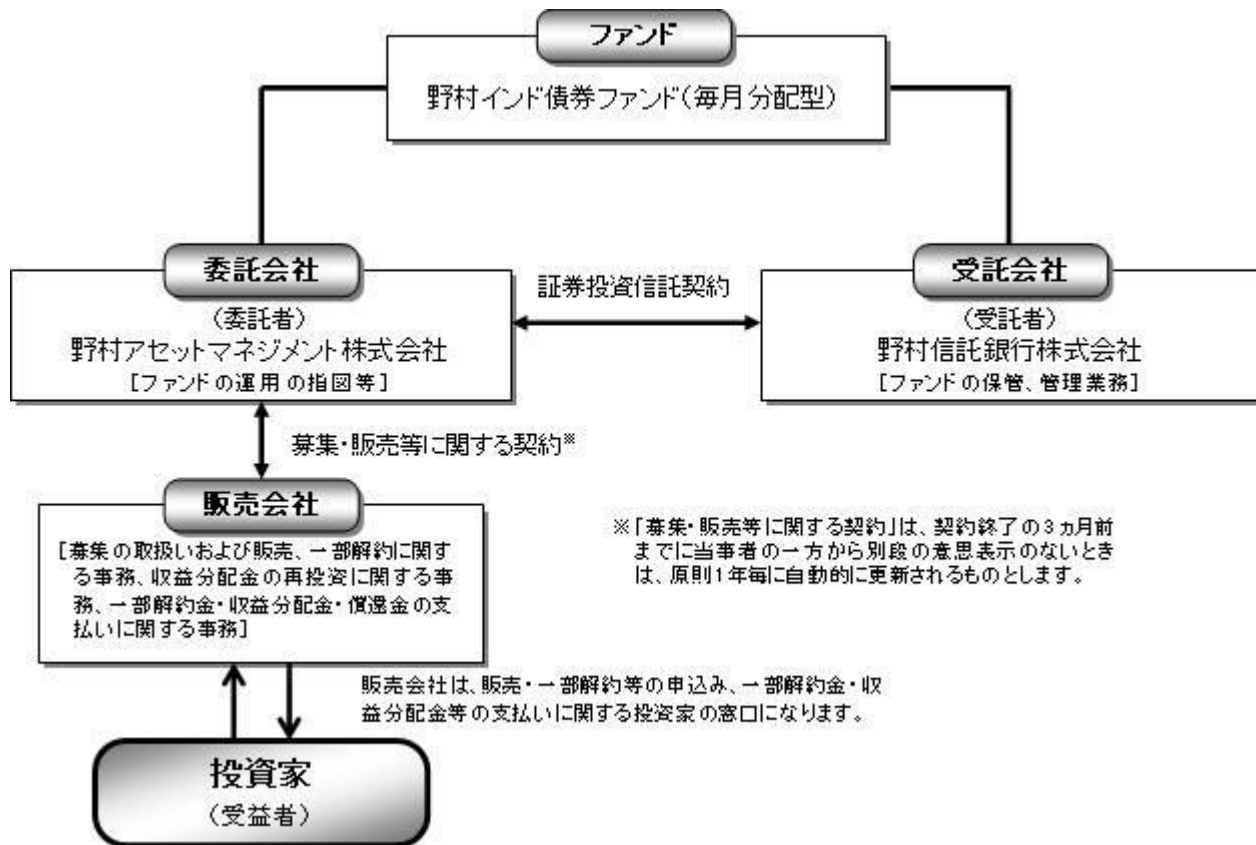 ファンド
野村インド債券ファンド(毎月分配型)
委託会社
(委託者)
野村アセットマネジメント株式会社
[ファンドの運用の指図等]
証券投資信託契約
受託会社
(受託者)
野村信託銀行株式会社
[ファンドの保管、管理業務]
募集・販売等に関する契約※
販売会社
[募集の取扱いおよび販売、一部解約に関す
る事務、収益分配金の再投資に関する事
務、一部解約金・収益分配金・償還金の支
払いに関する事務]
※「募集・販売等に関する契約」は、契約終了の3ヵ月前
までに当事者の一方から別段の意思表示のないとき
は、原則1年毎に自動的に更新されるものとします。
販売会社は、販売・一部解約等の申込み、一部解約金・収
益分配金等の支払いに関する投資家の窓口になります。
投資家
(受益者)